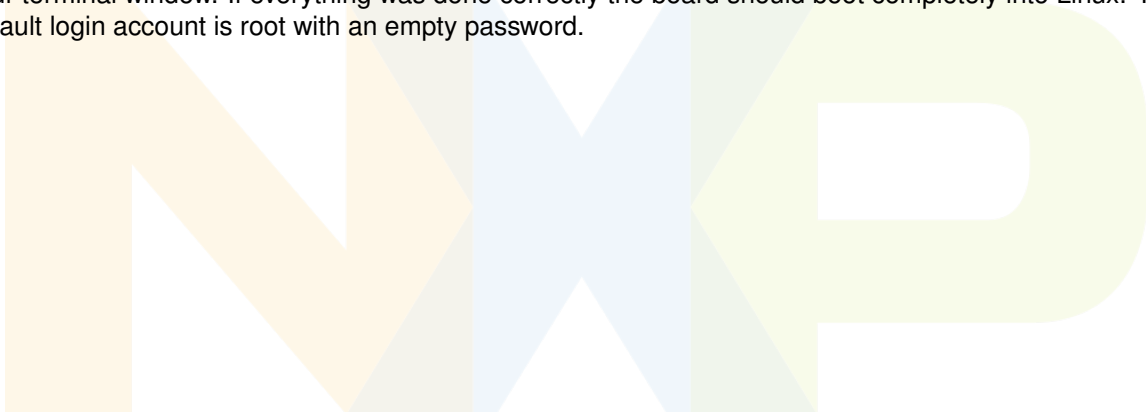 terminal window. If everything was done correctly the board should boot completely into Linux.
login account is root with an empty password.
NXP